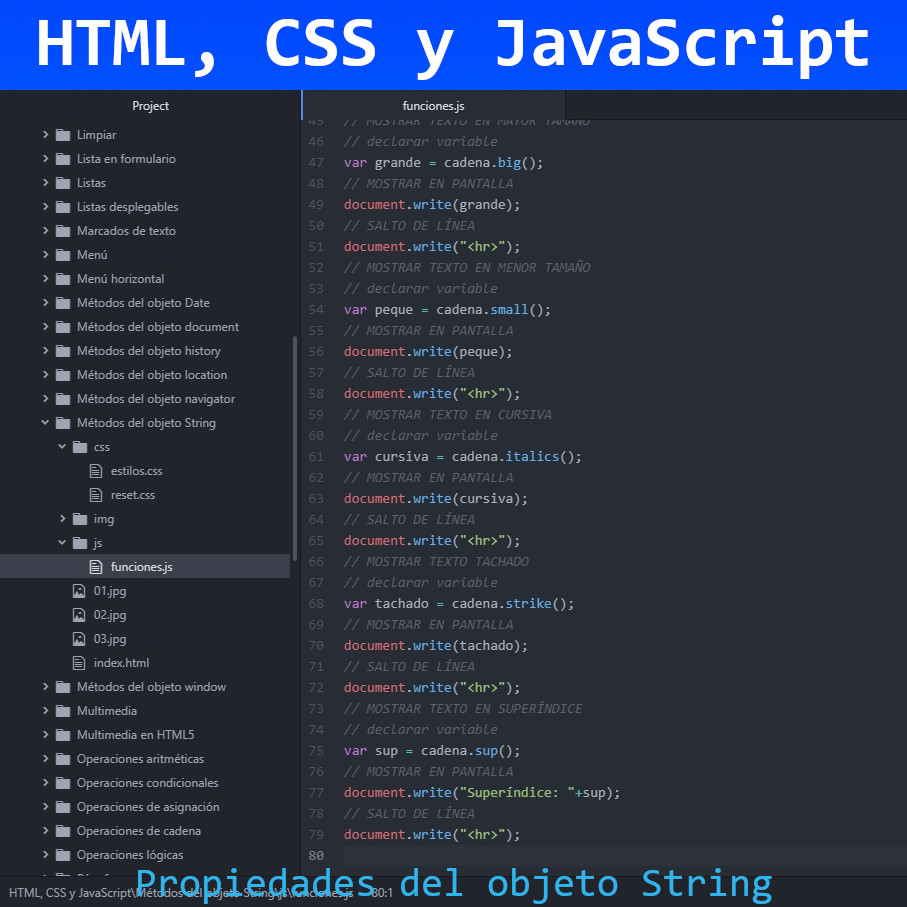 HTML, CSS y JavaScript
Project
Limpiar
Lista en formulario
Listas
Listas desplegables
Marcados de texto
Menú
Menú horizontal
Métodos del objeto Date
Métodos del objeto document
Métodos del objeto history
Métodos del objeto location
Métodos del objeto navigator
Métodos del objeto String
css
estilos.css
reset.css
img
js
funciones.js
01.jpg
02.jpg
03.jpg
index.html
Métodos del objeto window
Multimedia
Multimedia en HTML5
Operaciones aritméticas
Operaciones condicionales
Operaciones de asignación
Operaciones de cadena
Operaciones lógicas
funciones.js
45 // MOSTRAR TEXTO EN MAYOR TAMAÑO
46 // declarar variable
47 var grande = cadena.big();
48 // MOSTRAR EN PANTALLA
49 document.write(grande);
50 // SALTO DE LÍNEA
51 document.write("<hr>");
52 // MOSTRAR TEXTO EN MENOR TAMAÑO
53 // declarar variable
54 var peque = cadena.small();
55 // MOSTRAR EN PANTALLA
56 document.write(peque);
57 // SALTO DE LÍNEA
58 document.write("<hr>");
59 // MOSTRAR TEXTO EN CURSIVA
60 // declarar variable
61 var cursiva = cadena.italics();
62 // MOSTRAR EN PANTALLA
63 document.write(cursiva);
64 // SALTO DE LÍNEA
65 document.write("<hr>");
66 // MOSTRAR TEXTO TACHADO
67 // declarar variable
68 var tachado = cadena.strike();
69 // MOSTRAR EN PANTALLA
70 document.write(tachado);
71 // SALTO DE LÍNEA
72 document.write("<hr>");
73 // MOSTRAR TEXTO EN SUPERÍNDICE
74 // declarar variable
75 var sup = cadena.sup();
76 // MOSTRAR EN PANTALLA
77 document.write("Superíndice: "+sup);
78 // SALTO DE LÍNEA
79 document.write("<hr>");
80
HTML, CSS y JavaScript\Métodos del objeto String\js\funciones.js 80:1
Propiedades del objeto String